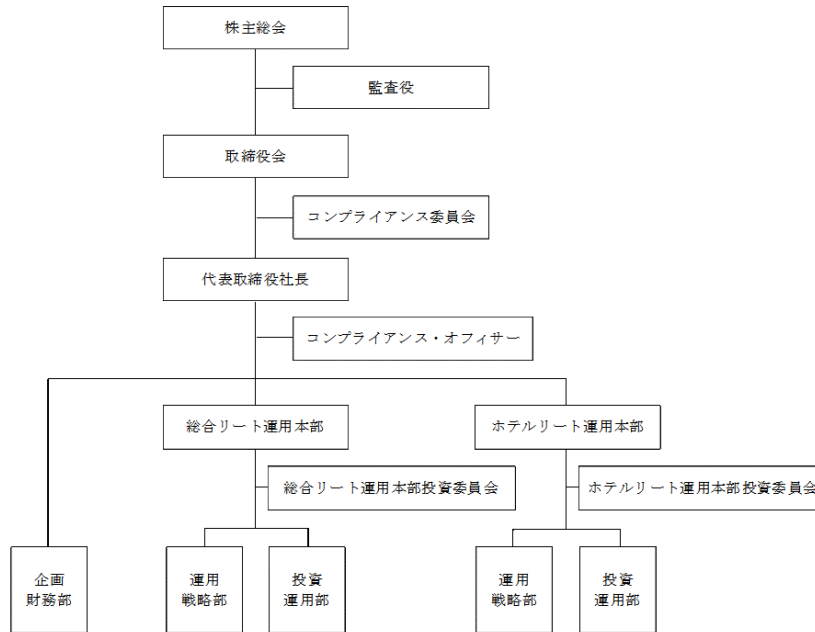 株主総会
監査役
取締役会
コンプライアンス委員会
代表取締役社長
コンプライアンス・オフィサー
総合リート運用本部
ホテルリート運用本部
総合リート運用本部投資委員会
ホテルリート運用本部投資委員会
企画
財務部
運用
戦略部
投資
運用部
運用
戦略部
投資
運用部